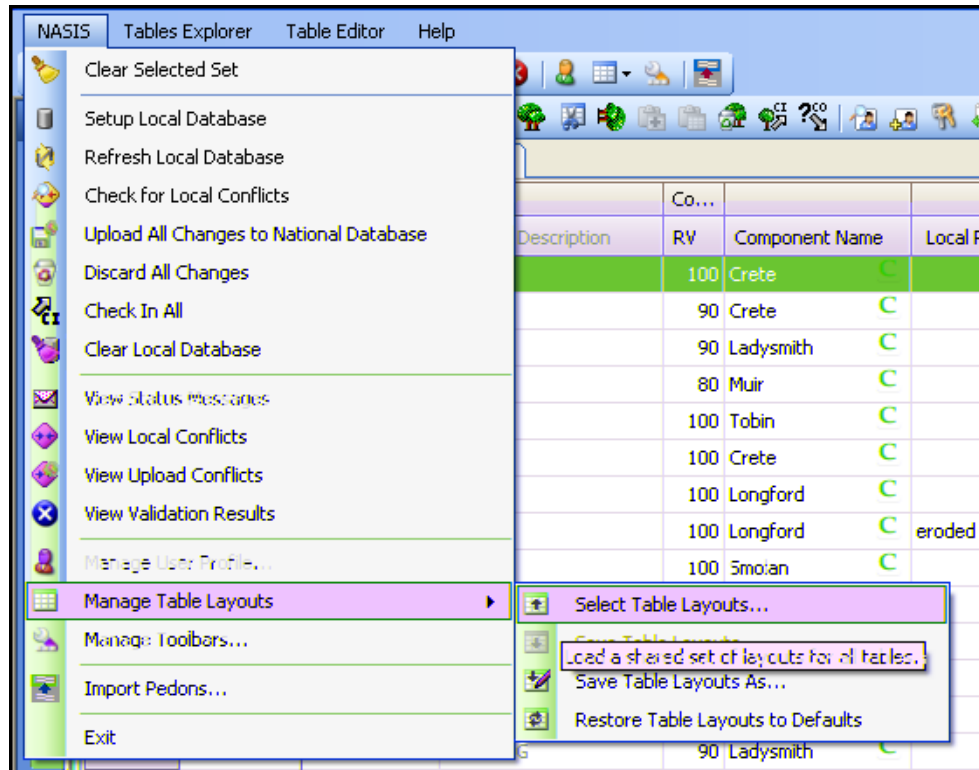 NASIS Tables Explorer Table Editor Help
Clear Selected Set
Setup Local Database
Refresh Local Database
Check for Local Conflicts
Upload All Changes to National Database
Discard All Changes
Check In All
Clear Local Database
View Status Messages
View Local Conflicts
View Upload Conflicts
View Validation Results
Manage User Profile...
Manage Table Layouts
Manage Toolbars...
Import Pedons...
Exit
Select Table Layouts...
Save Table Layouts
Load a shared set of layouts for all tables.
Save Table Layouts As...
Restore Table Layouts to Defaults
Co...
Description RV Component Name Local
100 Crete C
90 Crete C
90 Ladysmith C
80 Muir C
100 Tobin C
100 Crete C
100 Longford C
100 Longford C eroded
100 Smolan C
G 90 Ladysmith C